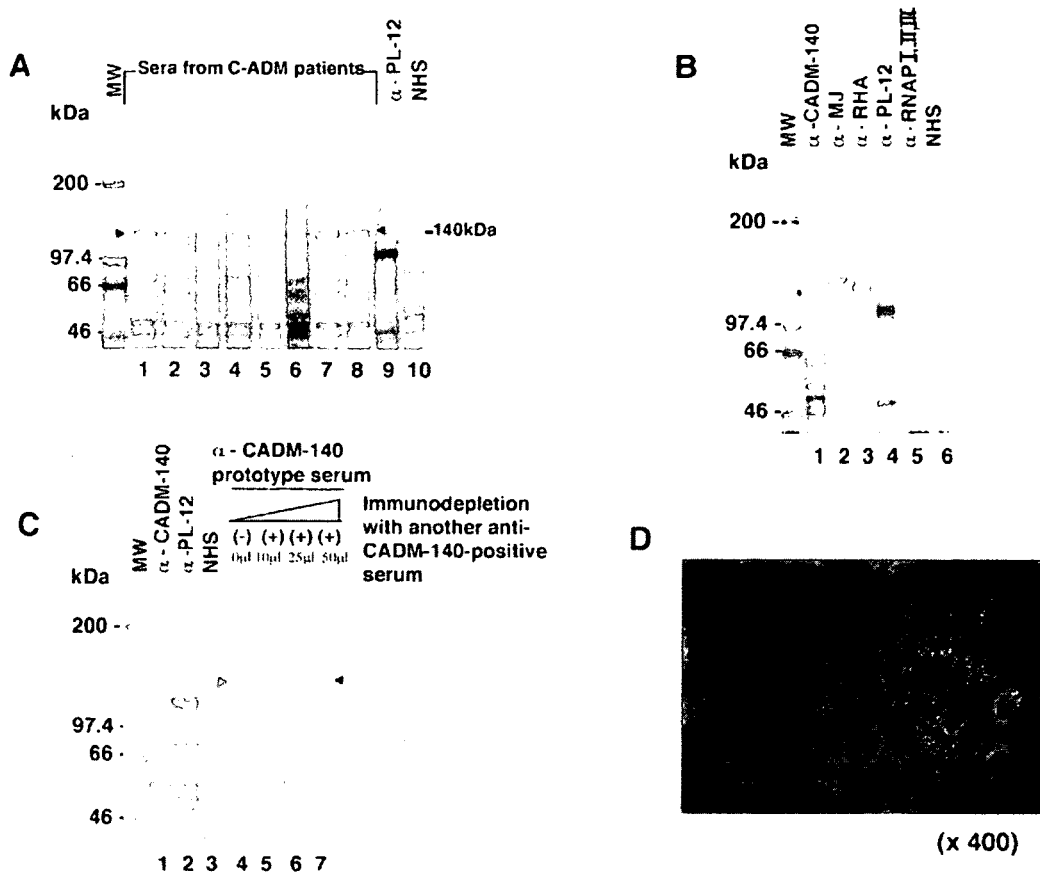 A
MW
Sera from C-ADM patients
α - PL-12
NHS
kDa
200
97.4
66
46
140kDa
1 2 3 4 5 6 7 8 9 10
B
MW
α -CADM-140
α - MJ
α - RHA
α - PL-12
α - RNAP I, II, III
NHS
kDa
200
97.4
66
46
1 2 3 4 5 6
C
MW
α - CADM-140
α -PL-12
NHS
α - CADM-140
prototype serum
(-) (+) (+) (+)
0µl 10µl 25µl 50µl
Immunodepletion
with another anti-
CADM-140-positive
serum
kDa
200
97.4
66
46
1 2 3 4 5 6 7
D
(x 400)